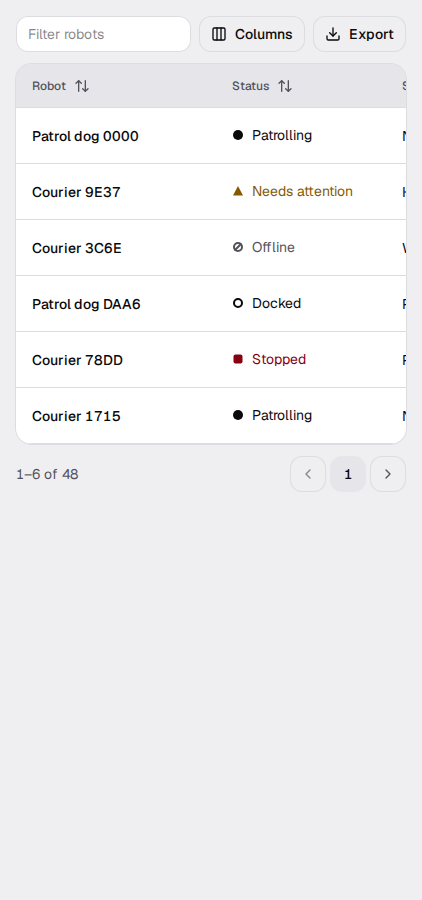 Filter robots
Columns
Export
Robot
Status
Patrol dog 0000
Patrolling
Courier 9E37
Needs attention
Courier 3C6E
Offline
Patrol dog DAA6
Docked
Courier 78DD
Stopped
Courier 1715
Patrolling
1–6 of 48
1